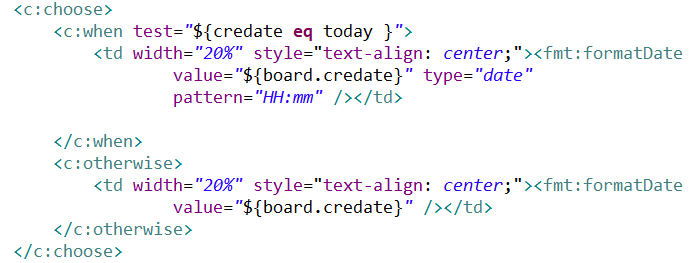 <c:choose>
    <c:when test="${credate eq today }">
        <td width="20%" style="text-align: center;"><fmt:formatDate
                value="${board.credate}" type="date"
                pattern="HH:mm" /></td>

    </c:when>
    <c:otherwise>
        <td width="20%" style="text-align: center;"><fmt:formatDate
                value="${board.credate}" /></td>
    </c:otherwise>
</c:choose>